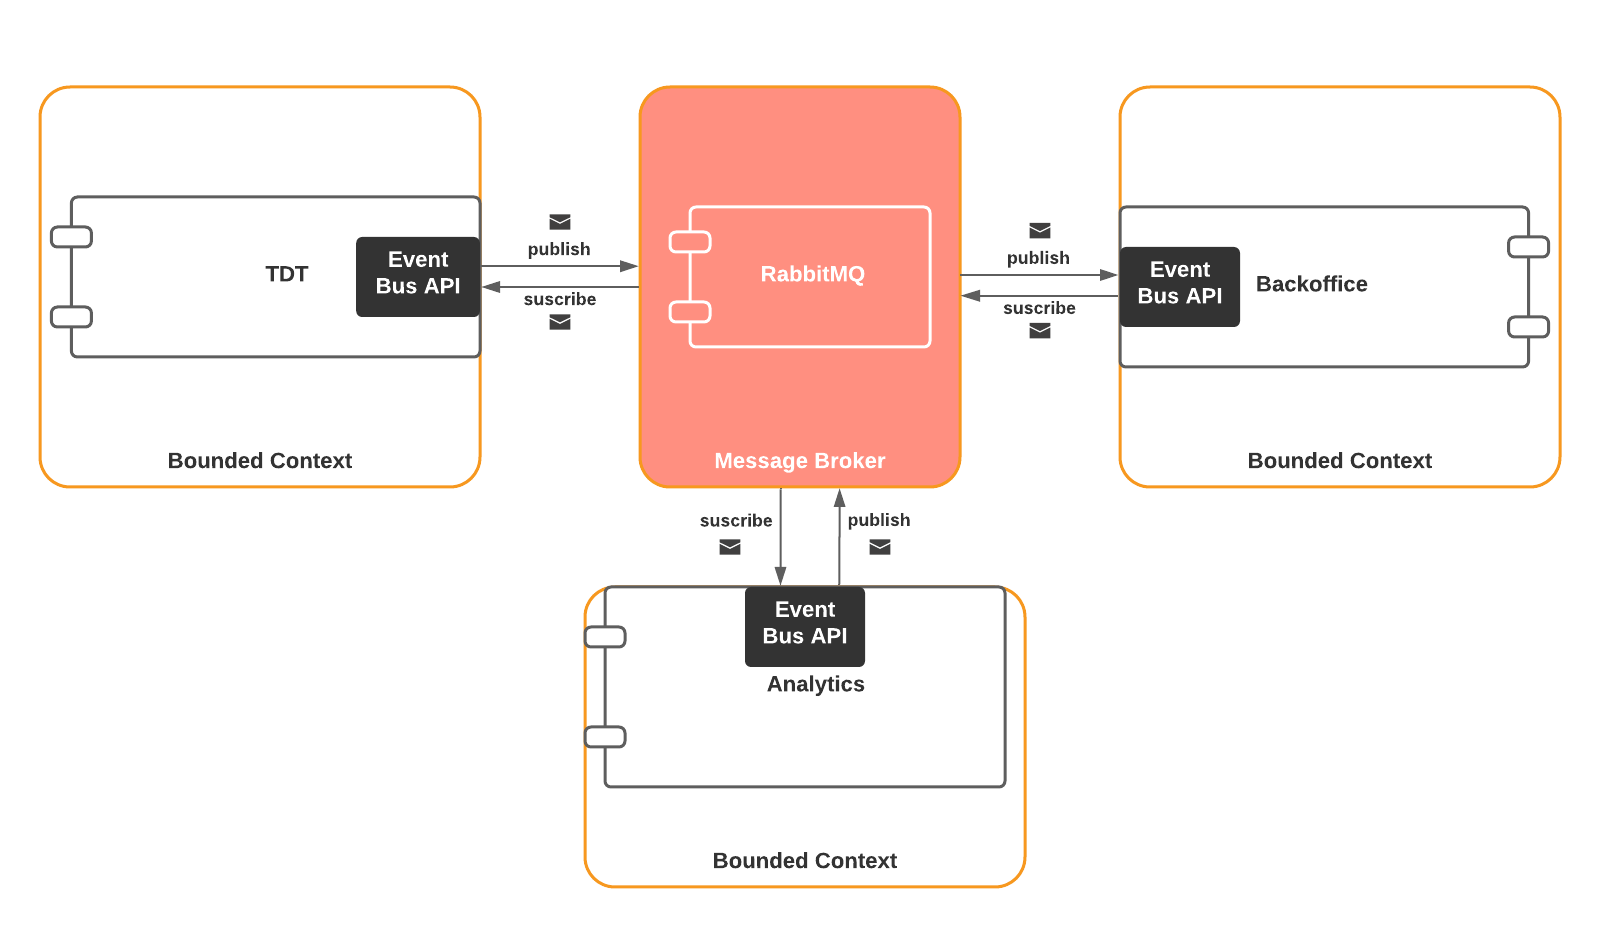 TDT
Event
Bus API
Bounded Context
publish
suscribe
RabbitMQ
Message Broker
publish
suscribe
Event
Bus API
Backoffice
Bounded Context
suscribe
publish
Event
Bus API
Analytics
Bounded Context